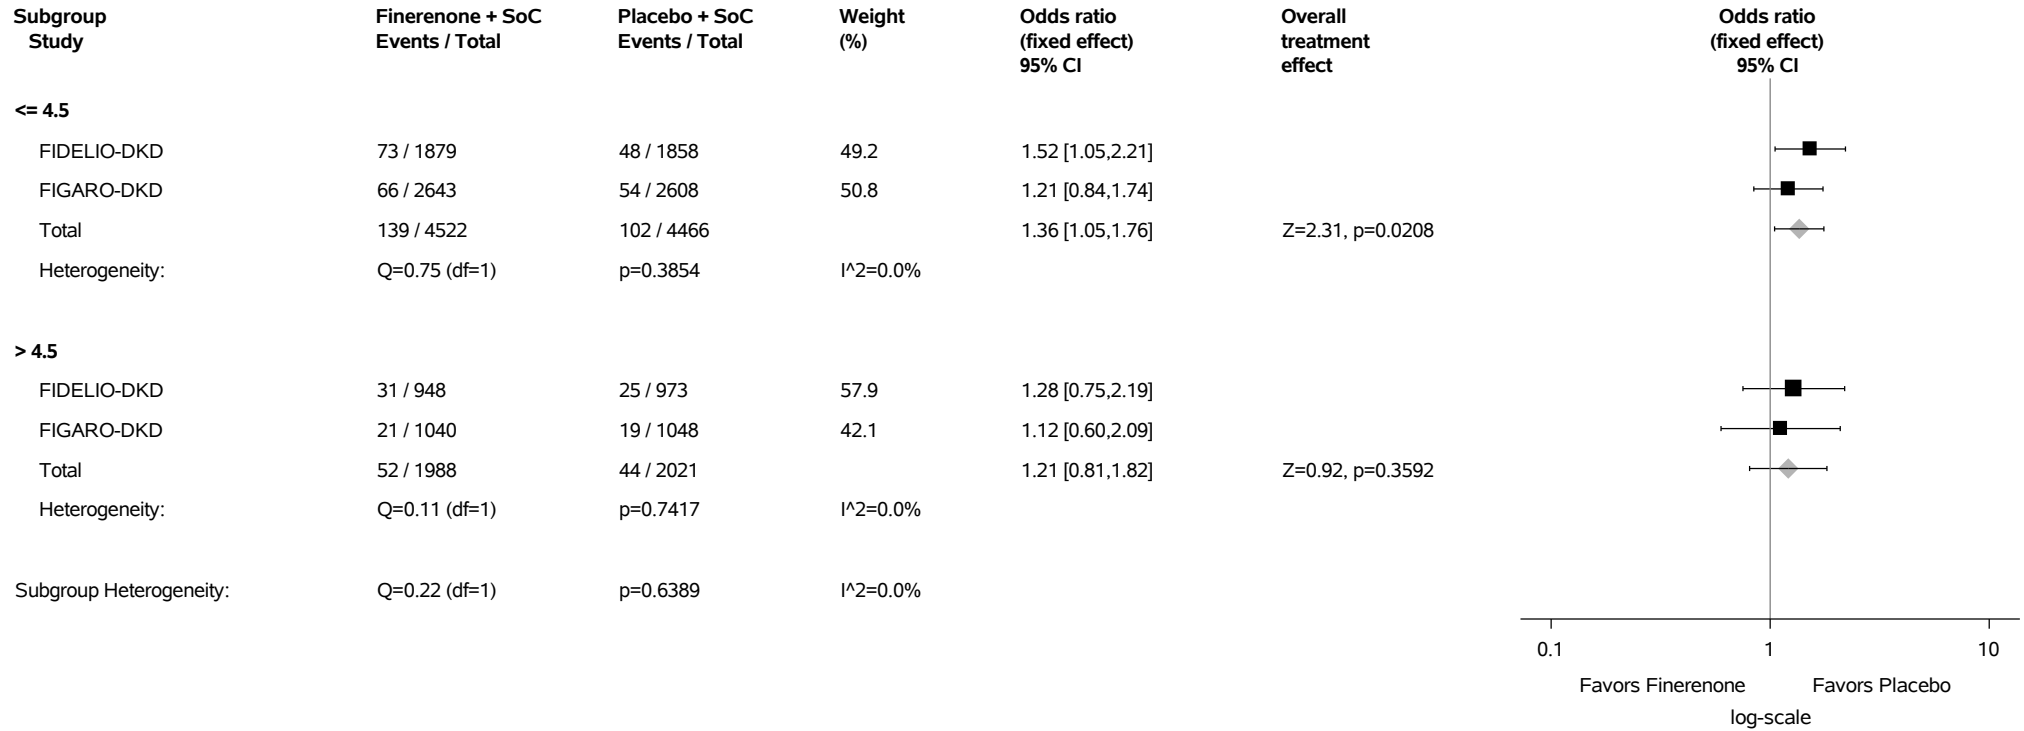 Subgroup Finerenone + SoC Placebo + SoC Weight Odds ratio Overall Odds ratio
Study Events / Total Events / Total (%) (fixed effect) treatment (fixed effect)
95% CI effect 95% CI
<= 4.5
FIDELIO-DKD 73 / 1879 48 / 1858 49.2 1.52 [1.05,2.21]
FIGARO-DKD 66 / 2643 54 / 2608 50.8 1.21 [0.84,1.74]
Total 139 / 4522 102 / 4466 1.36 [1.05,1.76] Z=2.31, p=0.0208
Heterogeneity: Q=0.75 (df=1) p=0.3854 I^2=0.0%
> 4.5
FIDELIO-DKD 31 / 948 25 / 973 57.9 1.28 [0.75,2.19]
FIGARO-DKD 21 / 1040 19 / 1048 42.1 1.12 [0.60,2.09]
Total 52 / 1988 44 / 2021 1.21 [0.81,1.82] Z=0.92, p=0.3592
Heterogeneity: Q=0.11 (df=1) p=0.7417 I^2=0.0%
Subgroup Heterogeneity: Q=0.22 (df=1) p=0.6389 I^2=0.0%
0.1 1 10
Favors Finerenone Favors Placebo
log-scale